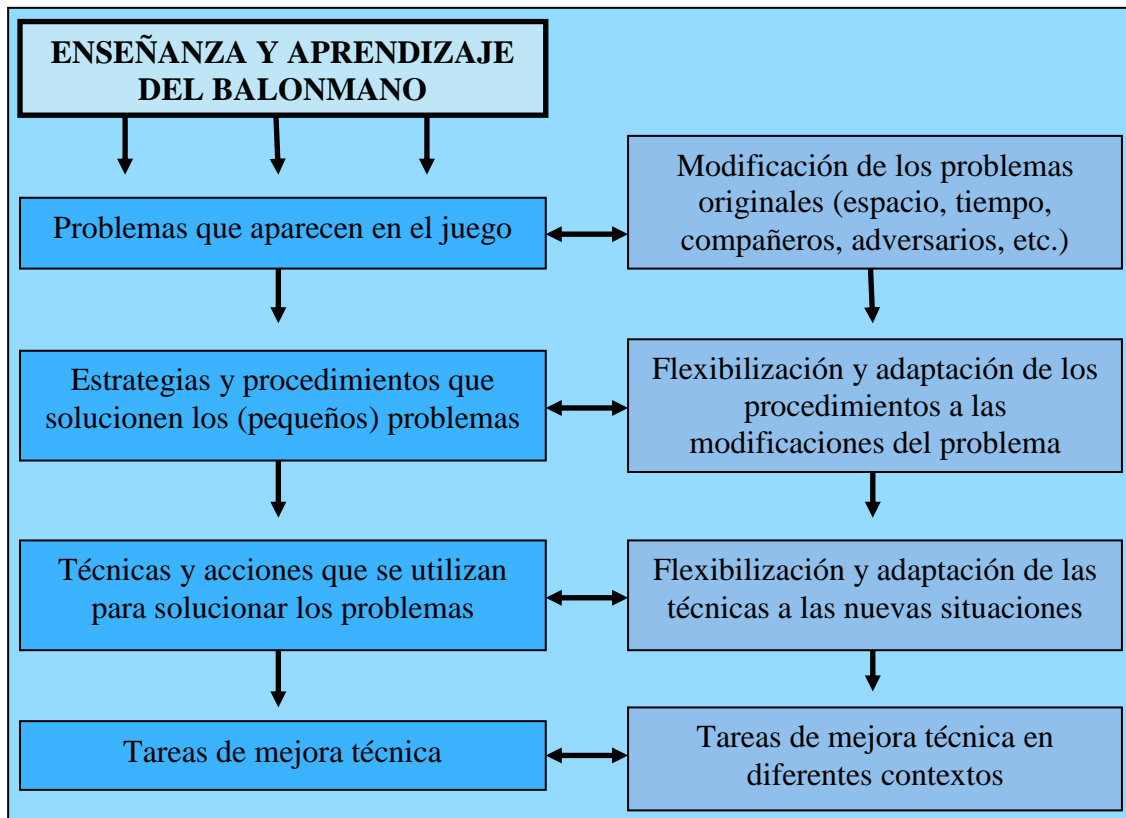 ENSEÑANZA Y APRENDIZAJE
DEL BALONMANO
Problemas que aparecen en el juego
Modificación de los problemas
originales (espacio, tiempo,
compañeros, adversarios, etc.)
Estrategias y procedimientos que
solucionen los (pequeños) problemas
Flexibilización y adaptación de los
procedimientos a las
modificaciones del problema
Técnicas y acciones que se utilizan
para solucionar los problemas
Flexibilización y adaptación de las
técnicas a las nuevas situaciones
Tareas de mejora técnica
Tareas de mejora técnica en
diferentes contextos